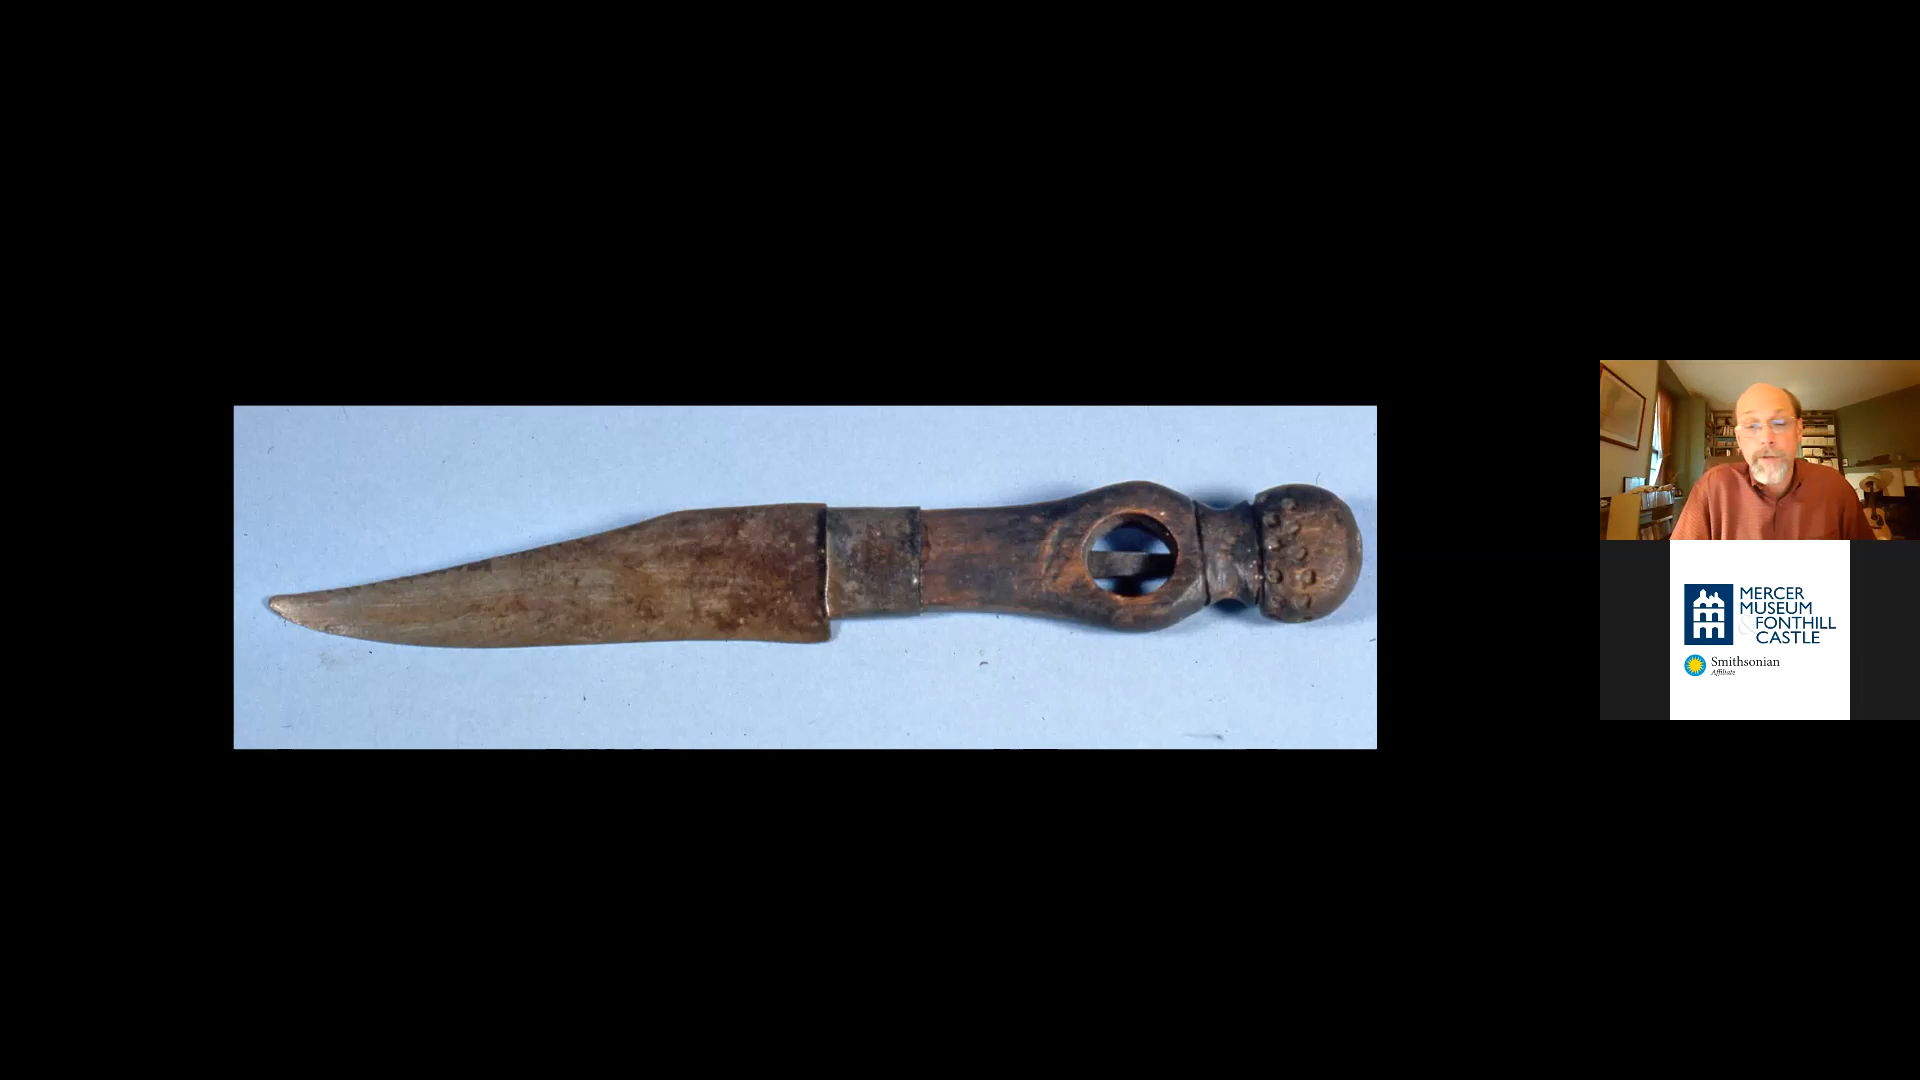 MERCER
MUSEUM
& FONTHILL
CASTLE
Smithsonian
Affiliate